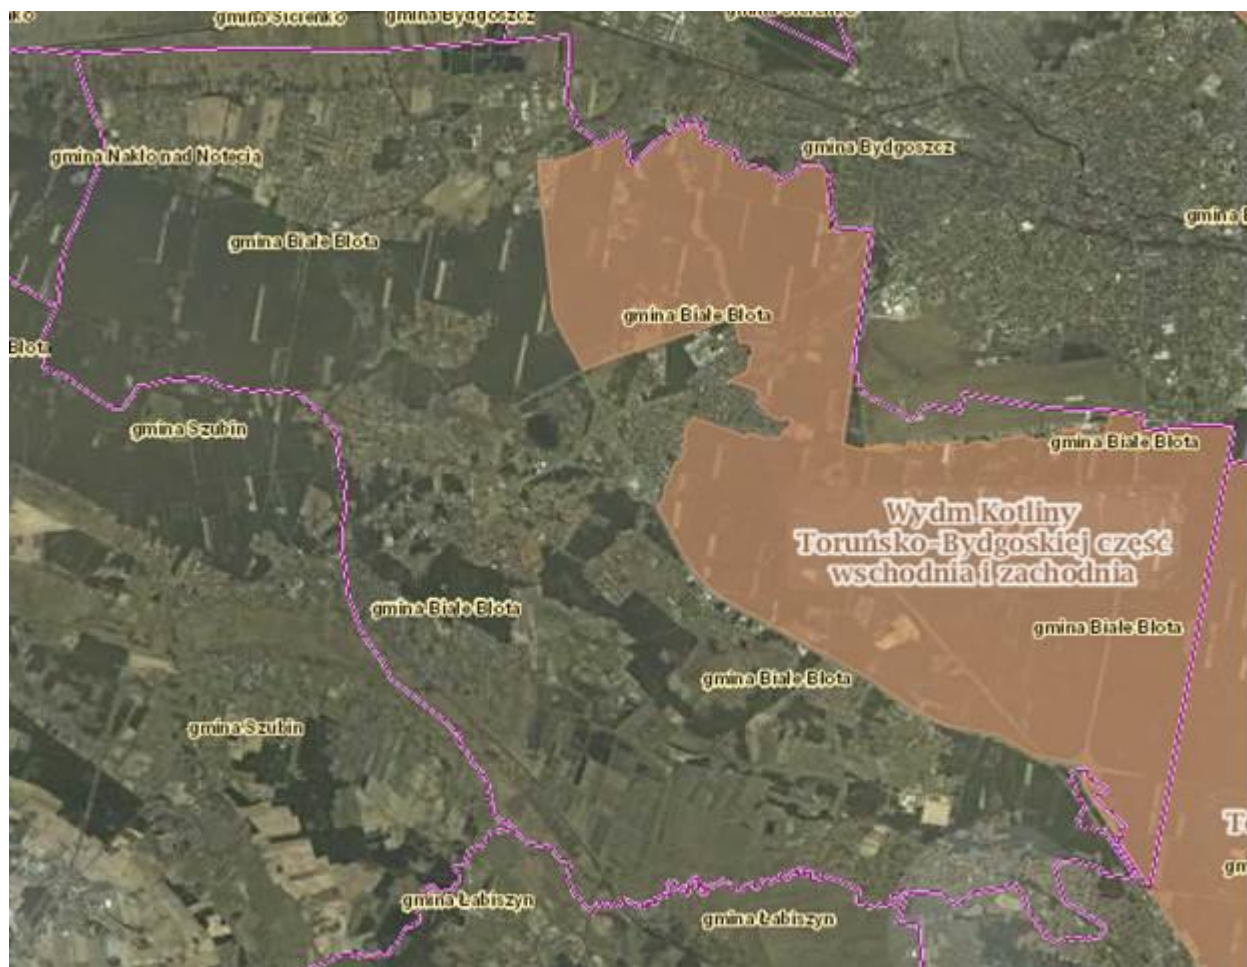 gmina Sicienko
gmina Bydgoszcz
gmina Sicienko
gmina Nakło nad Notecią
gmina Bydgoszcz
gmina Białe Błota
gmina Białe Błota
Błota
gmina Szubin
gmina Białe Błota
Wydm Kotliny
Toruńsko-Bydgoskiej część
wschodnia i zachodnia
gmina Białe Błota
gmina Białe Błota
gmina Białe Błota
gmina Szubin
gmina Łabiszyn
gmina Łabiszyn